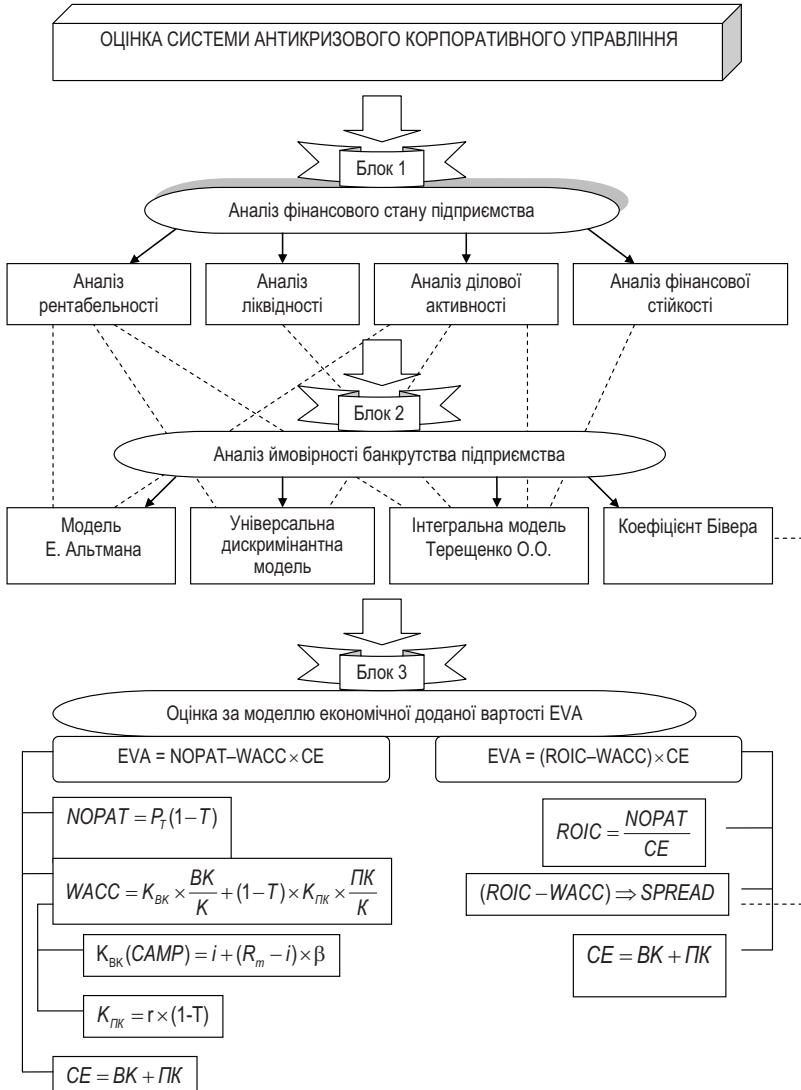 ОЦІНКА СИСТЕМИ АНТИКРИЗОВОГО КОРПОРАТИВНОГО УПРАВЛІННЯ
Блок 1
Аналіз фінансового стану підприємства
Аналіз
рентабельності
Аналіз
ліквідності
Аналіз ділової
активності
Аналіз фінансової
стійкості
Блок 2
Аналіз ймовірності банкрутства підприємства
Модель
Е. Альтмана
Універсальна
дискримінантна
модель
Інтегральна модель
Терещенко О.О.
Коефіцієнт Бівера
Блок 3
Оцінка за моделлю економічної доданої вартості EVA
EVA = NOPAT–WACC×CE
NOPAT = P_T(1−T)
WACC = K_ВК × ВК/К + (1−T) × K_ПК × ПК/К
K_ВК(CAMP) = i + (R_m − i) × β
K_ПК = r × (1-T)
CE = ВК + ПК
EVA = (ROIC–WACC)×CE
ROIC = NOPAT/CE
(ROIC − WACC) ⇒ SPREAD
CE = ВК + ПК